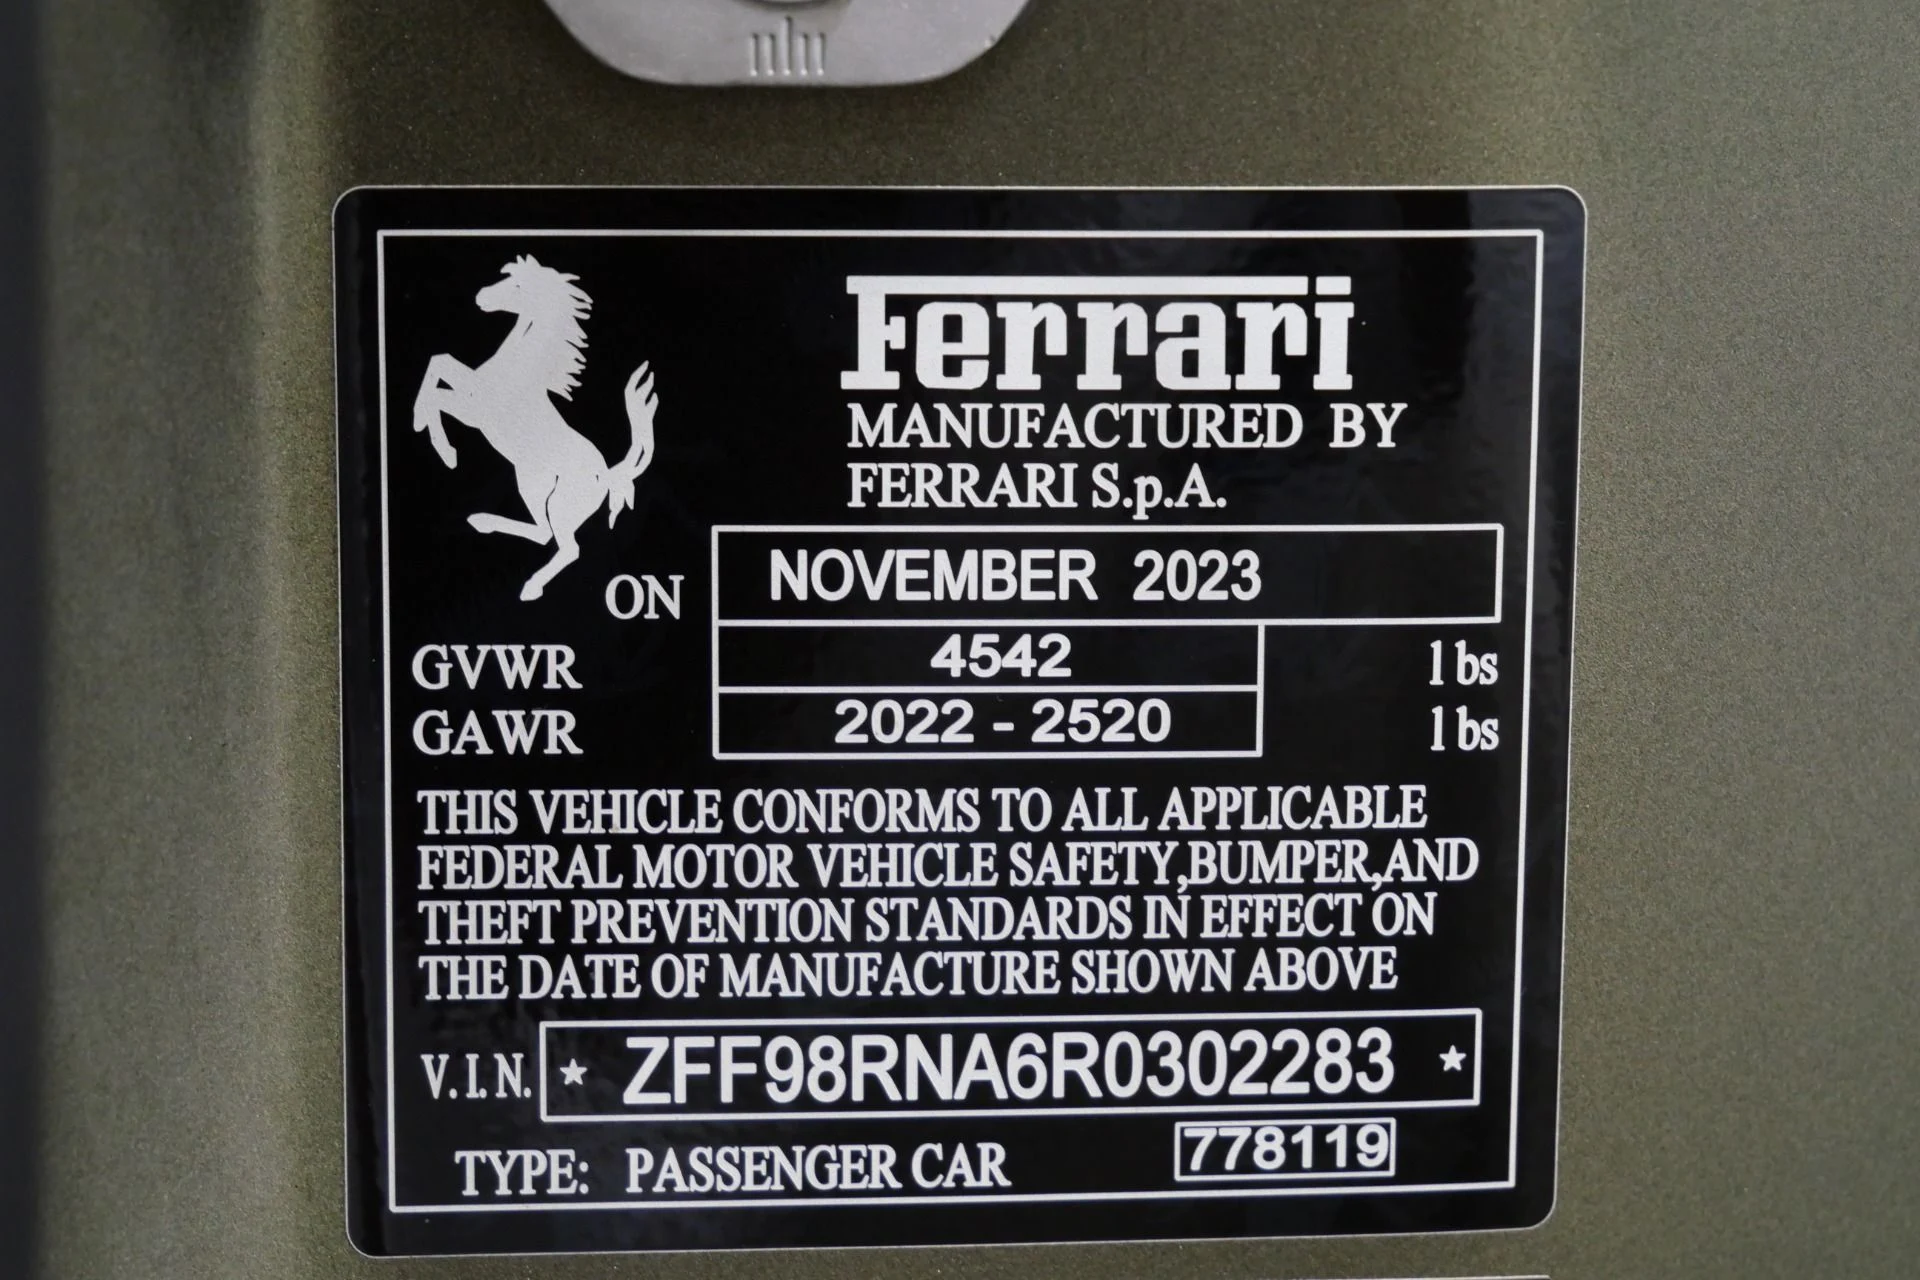 Ferrari
MANUFACTURED BY
FERRARI S.p.A.
ON NOVEMBER 2023
GVWR 4542 lbs
GAWR 2022 - 2520 lbs
THIS VEHICLE CONFORMS TO ALL APPLICABLE
FEDERAL MOTOR VEHICLE SAFETY,BUMPER,AND
THEFT PREVENTION STANDARDS IN EFFECT ON
THE DATE OF MANUFACTURE SHOWN ABOVE
V.I.N. ★ ZFF98RNA6R0302283 ★
TYPE: PASSENGER CAR 778119